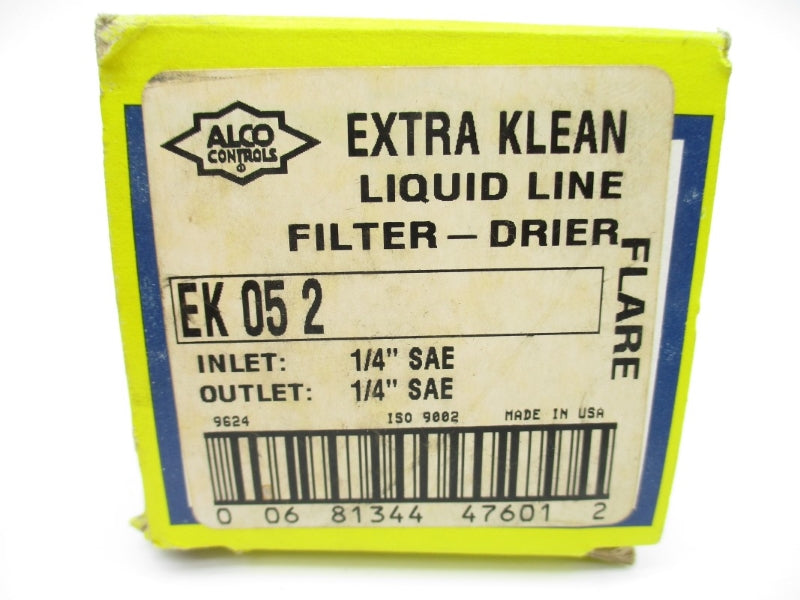 ALCO
CONTROLS
EXTRA KLEAN
LIQUID LINE
FILTER — DRIER
FLARE
EK 05 2
INLET: 1/4" SAE
OUTLET: 1/4" SAE
9624 ISO 9002 MADE IN USA
0 06 81344 47601 2